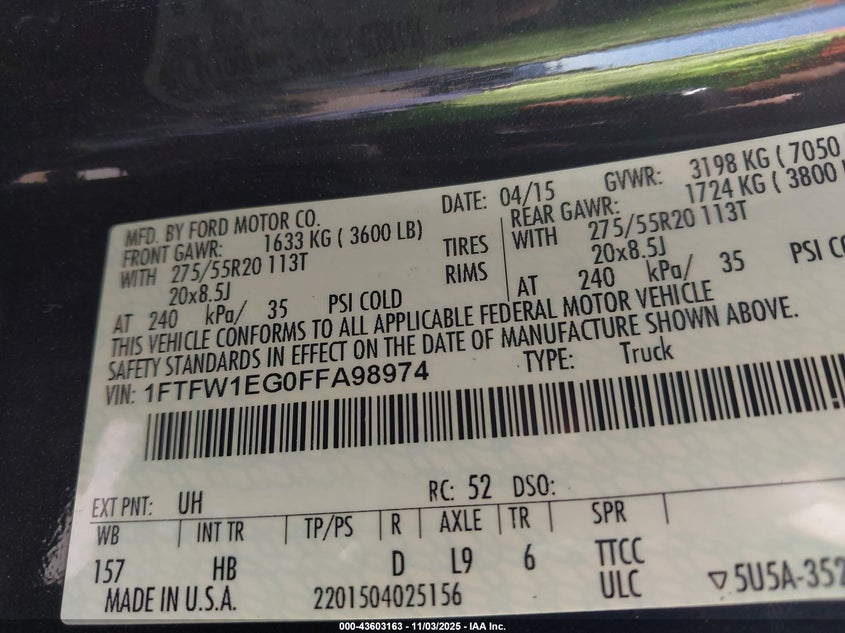 MFD. BY FORD MOTOR CO. DATE: 04/15 GVWR: 3198 KG ( 7050
FRONT GAWR: 1633 KG ( 3600 LB) REAR GAWR: 1724 KG ( 3800
WITH 275/55R20 113T TIRES WITH 275/55R20 113T
20x8.5J RIMS 20x8.5J
AT 240 kPa/ 35 PSI COLD AT 240 kPa/ 35 PSI
THIS VEHICLE CONFORMS TO ALL APPLICABLE FEDERAL MOTOR VEHICLE
SAFETY STANDARDS IN EFFECT ON THE DATE OF MANUFACTURE SHOWN ABOVE.
VIN: 1FTFW1EG0FFA98974 TYPE: Truck
EXT PNT: UH RC: 52 DSO:
WB INT TR TP/PS R AXLE TR SPR
157 HB D L9 6 TTCC
MADE IN U.S.A. 2201504025156 ULC ▽5U5A-352
000-43603163 - 11/03/2025 - IAA Inc.